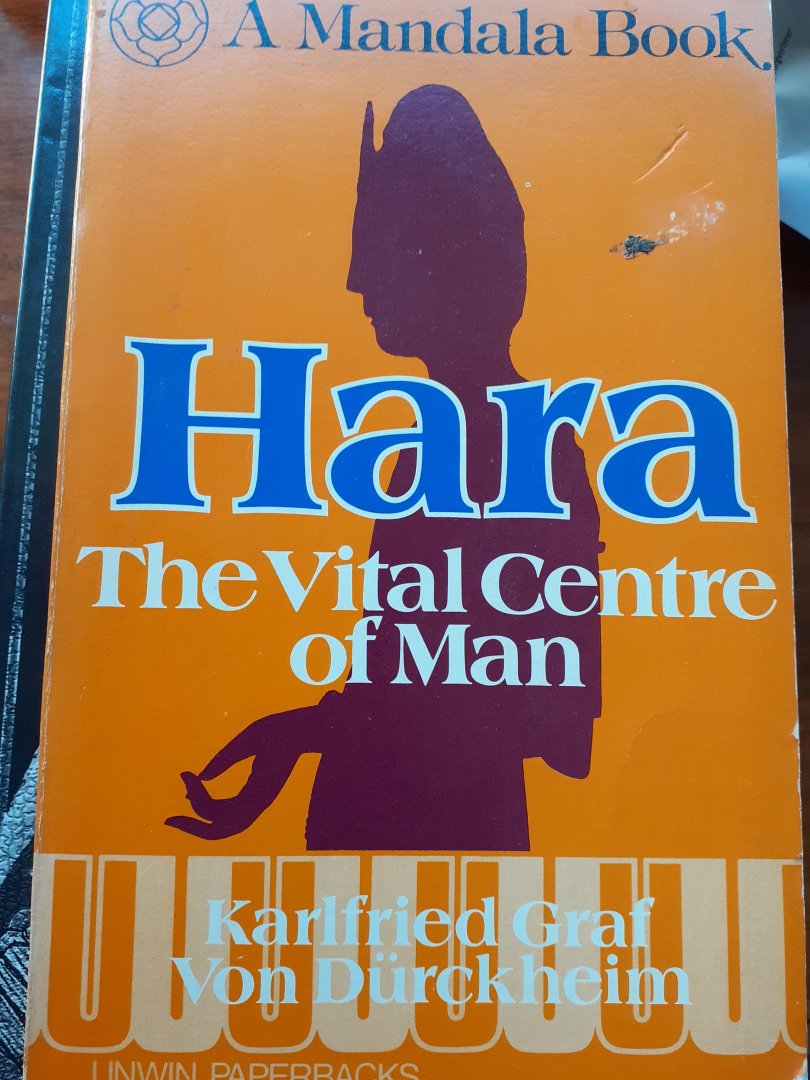 A Mandala Book
Hara
The Vital Centre
of Man
Karlfried Graf
Von Dürckheim
UNWIN PAPERBACKS